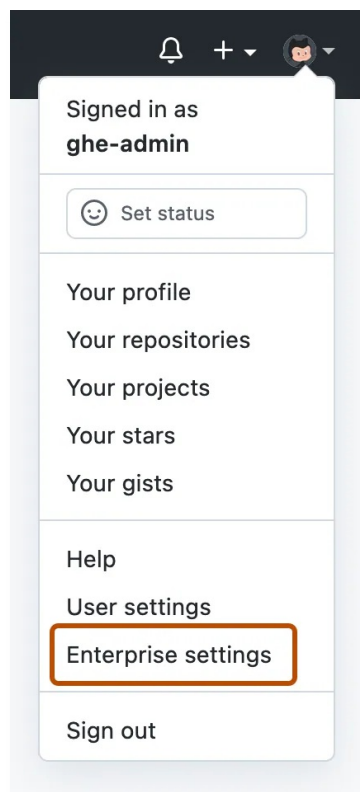 Signed in as
ghe-admin
Set status
Your profile
Your repositories
Your projects
Your stars
Your gists
Help
User settings
Enterprise settings
Sign out